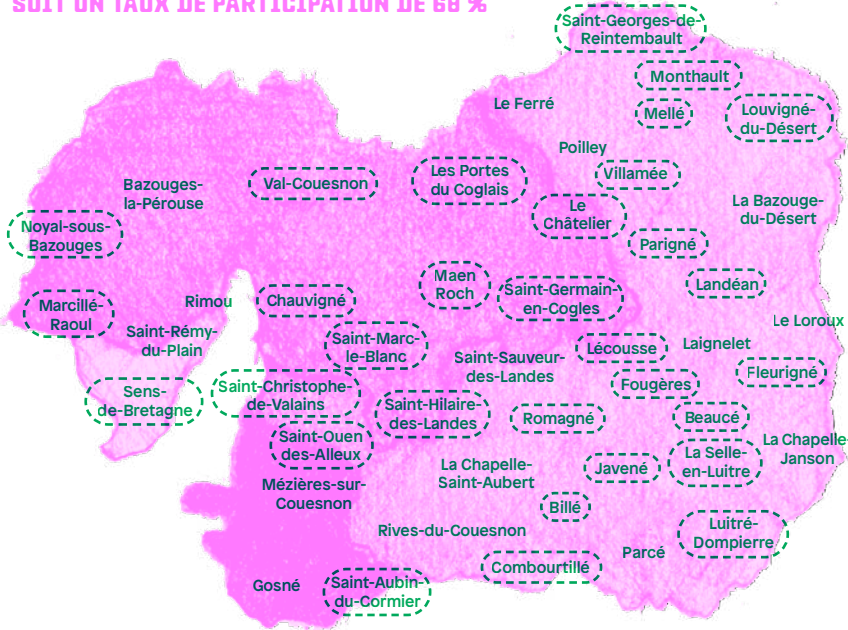 SOIT UN TAUX DE PARTICIPATION DE 68 %
Saint-Georges-de-
Reintembault
Monthault
Le Ferré
Mellé
Louvigné-
du-Désert
Poilley
Villamée
Les Portes
du Coglais
Val-Couesnon
Bazouges-
la-Pérouse
Le
Châtelier
La Bazouge-
du-Désert
Noyal-sous-
Bazouges
Parigné
Maen
Roch
Saint-Germain-
en-Cogles
Landéan
Marcillé-
Raoul
Rimou
Chauvigné
Le Loroux
Saint-Rémy-
du-Plain
Saint-Marc-
le-Blanc
Lécousse
Laignelet
Saint-Sauveur-
des-Landes
Fleurigné
Fougères
Sens-
de-Bretagne
Saint-Christophe-
de-Valains
Saint-Hilaire-
des-Landes
Romagné
Beaucé
Saint-Ouen
des-Alleux
La Chapelle-
Janson
La Selle-
en-Luitre
La Chapelle-
Saint-Aubert
Javené
Mézières-sur-
Couesnon
Billé
Rives-du-Couesnon
Luitré-
Dompierre
Parcé
Combourtillé
Gosné
Saint-Aubin-
du-Cormier